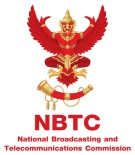 NBTC
National Broadcasting and
Telecommunications Commission